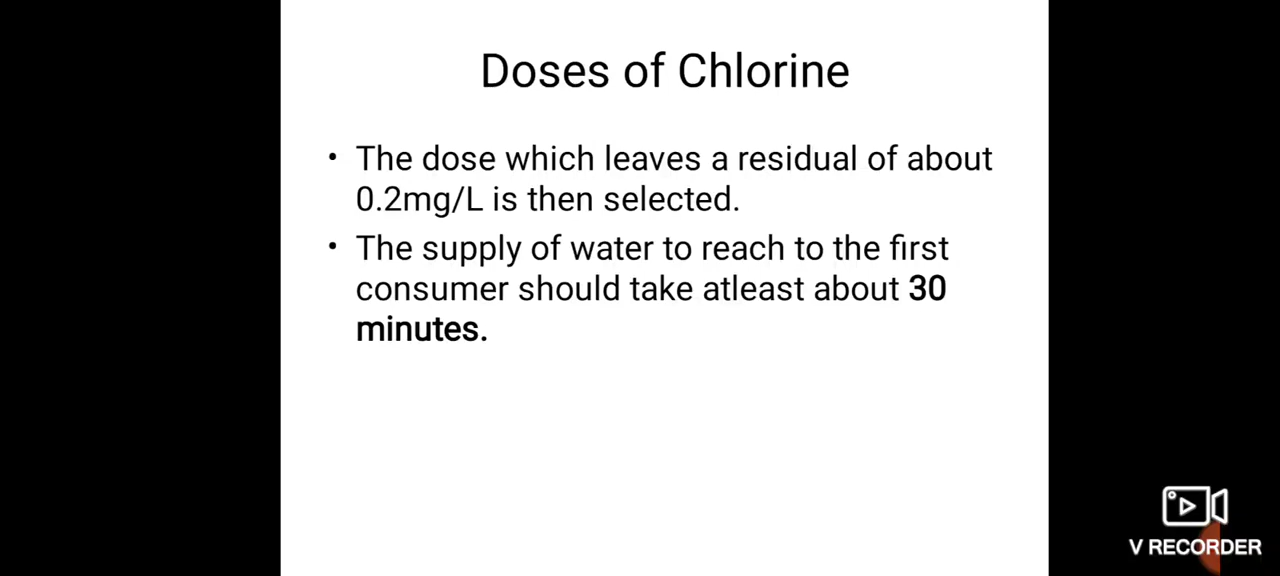 Doses of Chlorine
• The dose which leaves a residual of about
0.2mg/L is then selected.
• The supply of water to reach to the first
consumer should take atleast about 30
minutes.
V RECORDER